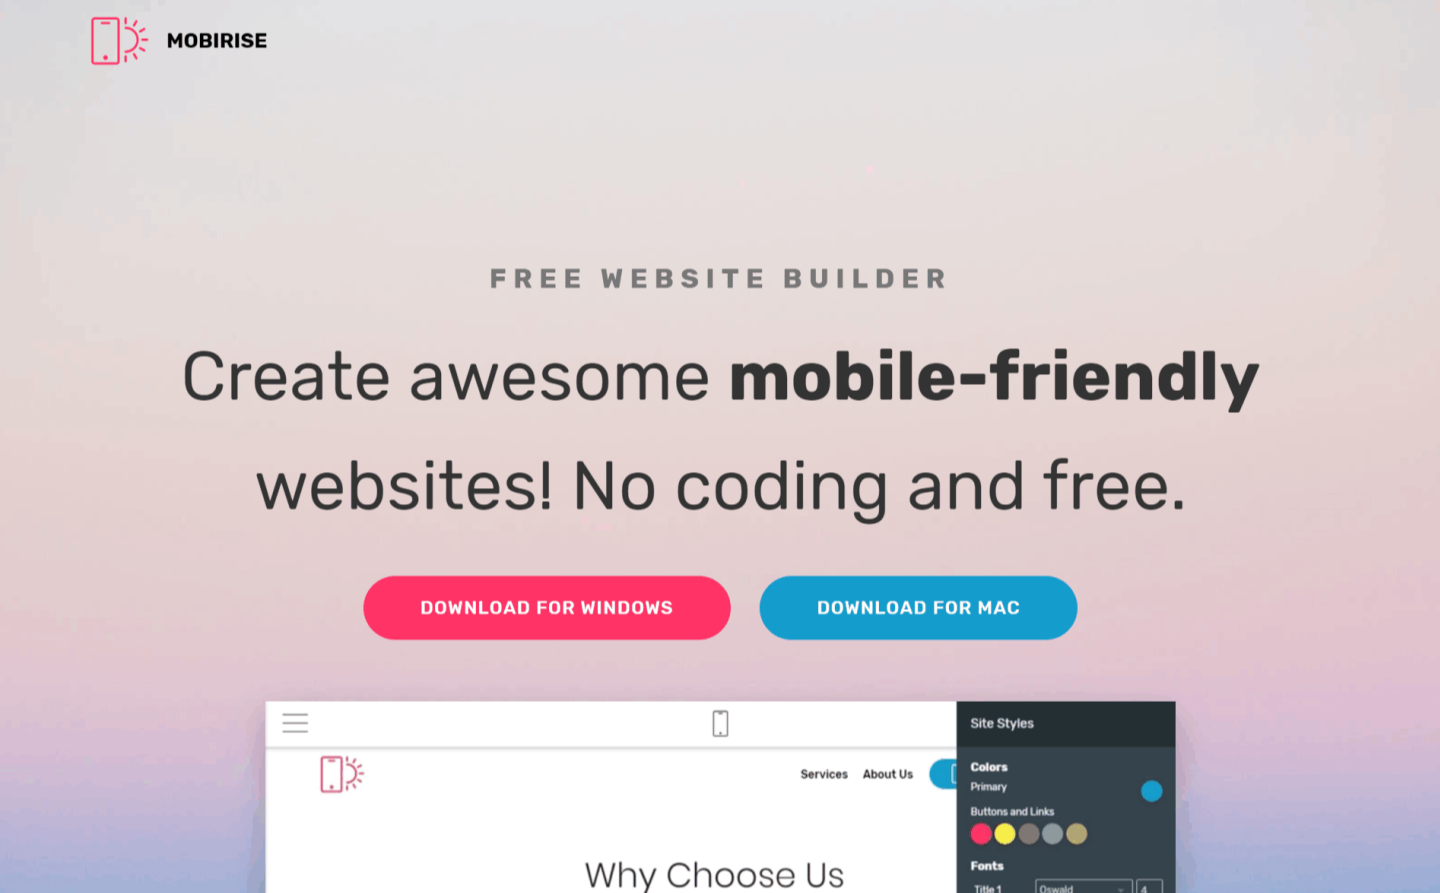 MOBIRISE
FREE WEBSITE BUILDER
Create awesome mobile-friendly
websites! No coding and free.
DOWNLOAD FOR WINDOWS
DOWNLOAD FOR MAC
Site Styles
Services
About Us
Colors
Primary
Buttons and Links
Why Choose Us
Fonts
Title 1
Oswald
4